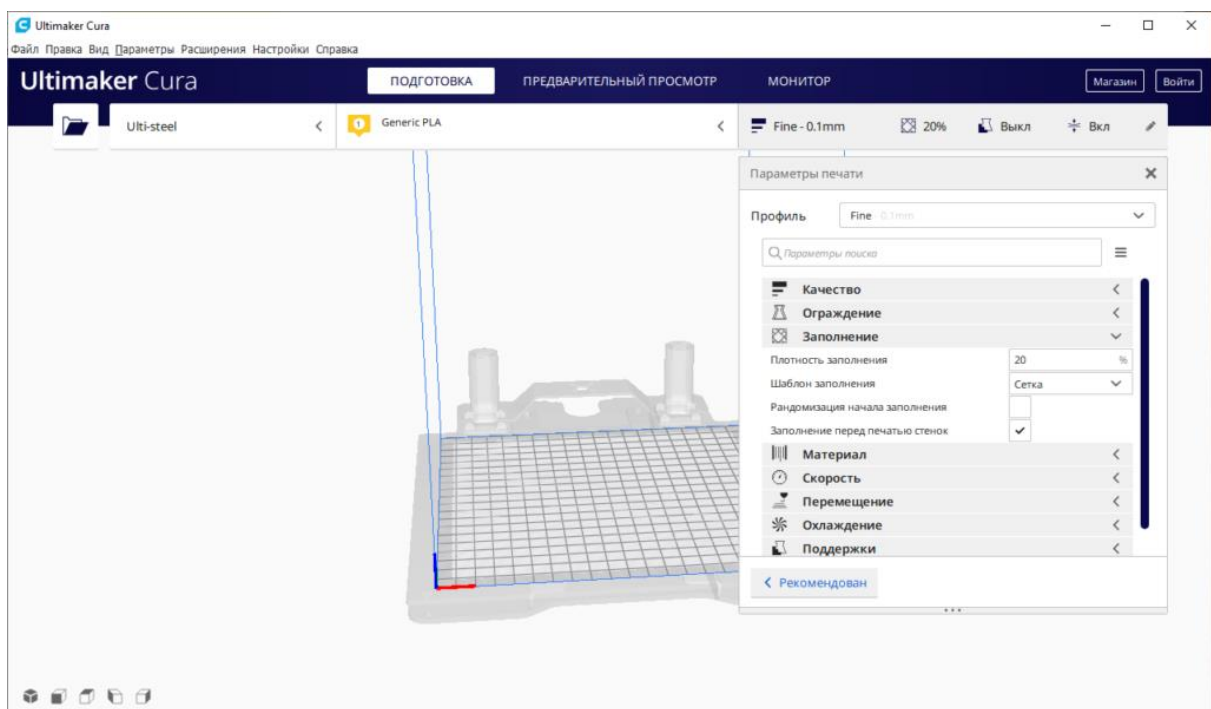 Ultimaker Cura
Файл Правка Вид Параметры Расширения Настройки Справка
Ultimaker Cura ПОДГОТОВКА ПРЕДВАРИТЕЛЬНЫЙ ПРОСМОТР МОНИТОР Магазин Войти
Ulti-steel 1 Generic PLA Fine - 0.1mm 20% Выкл Вкл
Параметры печати
Профиль Fine - 0.1mm
Параметры поиска
Качество
Ограждение
Заполнение
Плотность заполнения 20 %
Шаблон заполнения Сетка
Рандомизация начала заполнения
Заполнение перед печатью стенок
Материал
Скорость
Перемещение
Охлаждение
Поддержки
Рекомендован